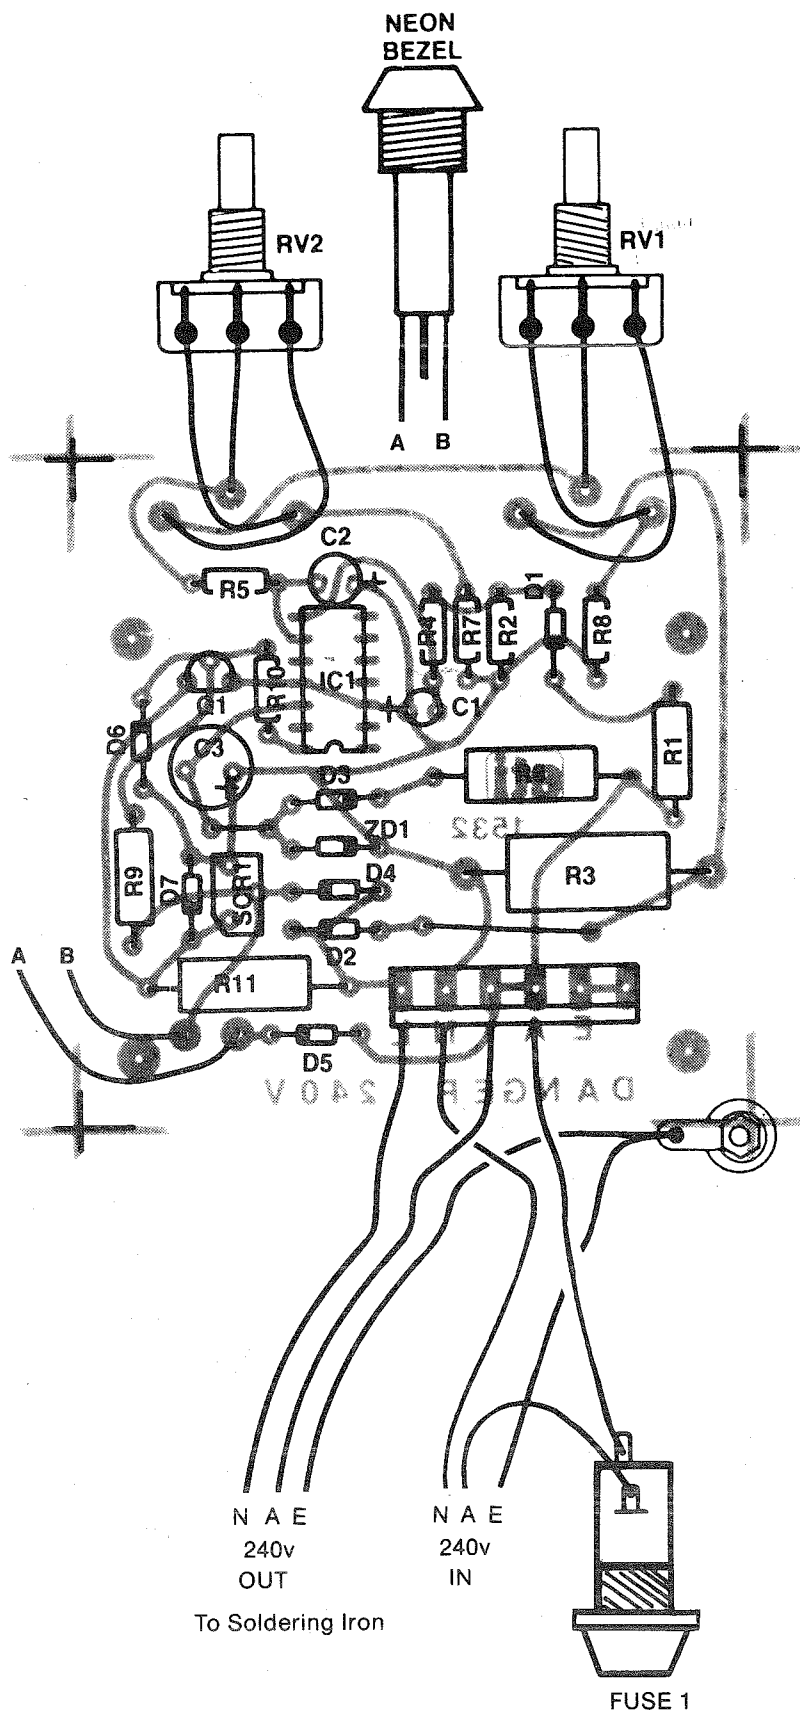 NEON
BEZEL
RV2
RV1
A B
C2
R5
D1
R4
R7
R2
R8
R10
IC1
C1
Q1
D6
C3
R1
D3
1532
ZD1
R9
D7
SCR1
D4
R3
D2
A B
R11
D5
DANGER 240V
N A E
240v
OUT
N A E
240v
IN
To Soldering Iron
FUSE 1